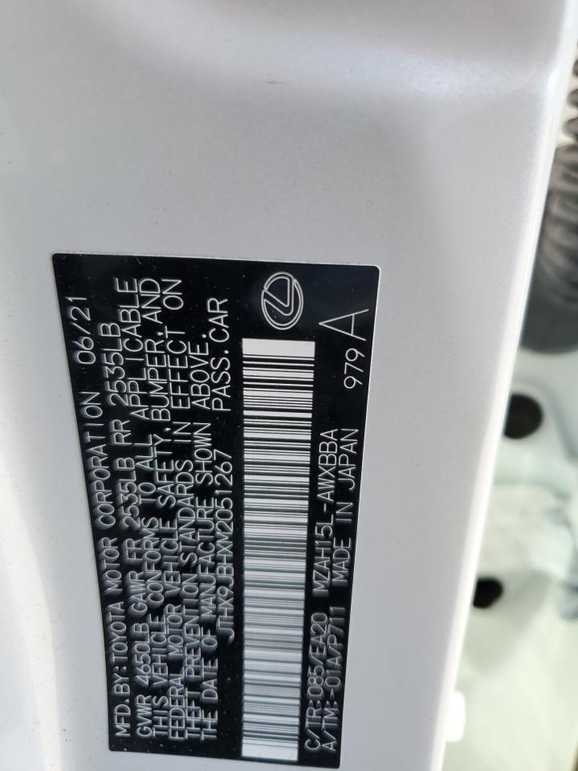 MFD. BY: TOYOTA MOTOR CORPORATION 06/21
GVWR 4650LB GAWR FR 2535LB RR 2535LB
THIS VEHICLE CONFORMS TO ALL APPLICABLE
FEDERAL MOTOR VEHICLE SAFETY, BUMPER, AND
THEFT PREVENTION STANDARDS IN EFFECT ON
THE DATE OF MANUFACTURE SHOWN ABOVE.
JTHX9JBHXM2051267 PASS. CAR
C/TR: 085/EA20 MZAH15L-AWXBBA
A/TM: -01A/P711 MADE IN JAPAN 979 A